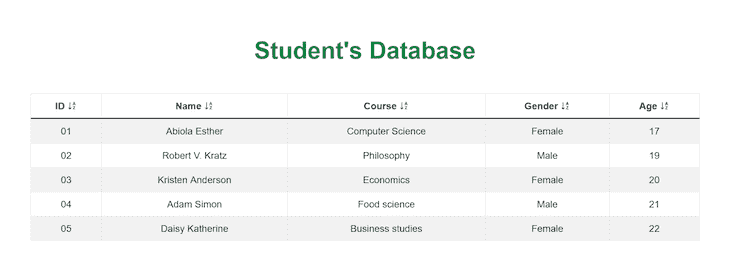 Student's Database
ID Name Course Gender Age
01 Abiola Esther Computer Science Female 17
02 Robert V. Kratz Philosophy Male 19
03 Kristen Anderson Economics Female 20
04 Adam Simon Food science Male 21
05 Daisy Katherine Business studies Female 22